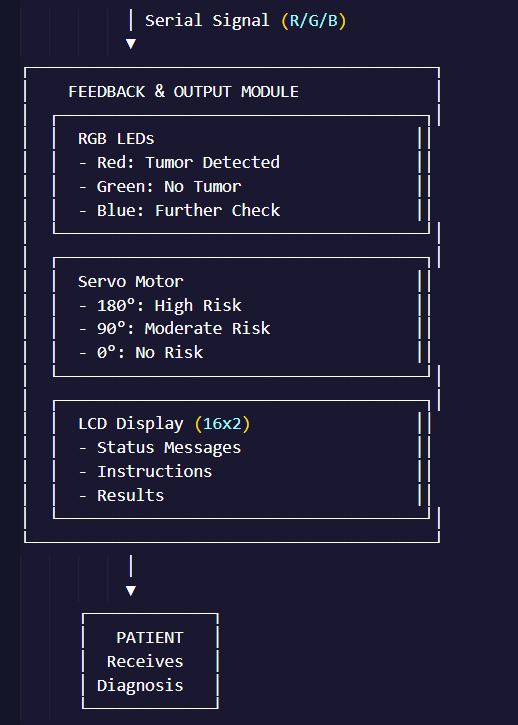 Serial Signal (R/G/B)
FEEDBACK & OUTPUT MODULE
RGB LEDs
- Red: Tumor Detected
- Green: No Tumor
- Blue: Further Check
Servo Motor
- 180°: High Risk
- 90°: Moderate Risk
- 0°: No Risk
LCD Display (16x2)
- Status Messages
- Instructions
- Results
PATIENT
Receives
Diagnosis